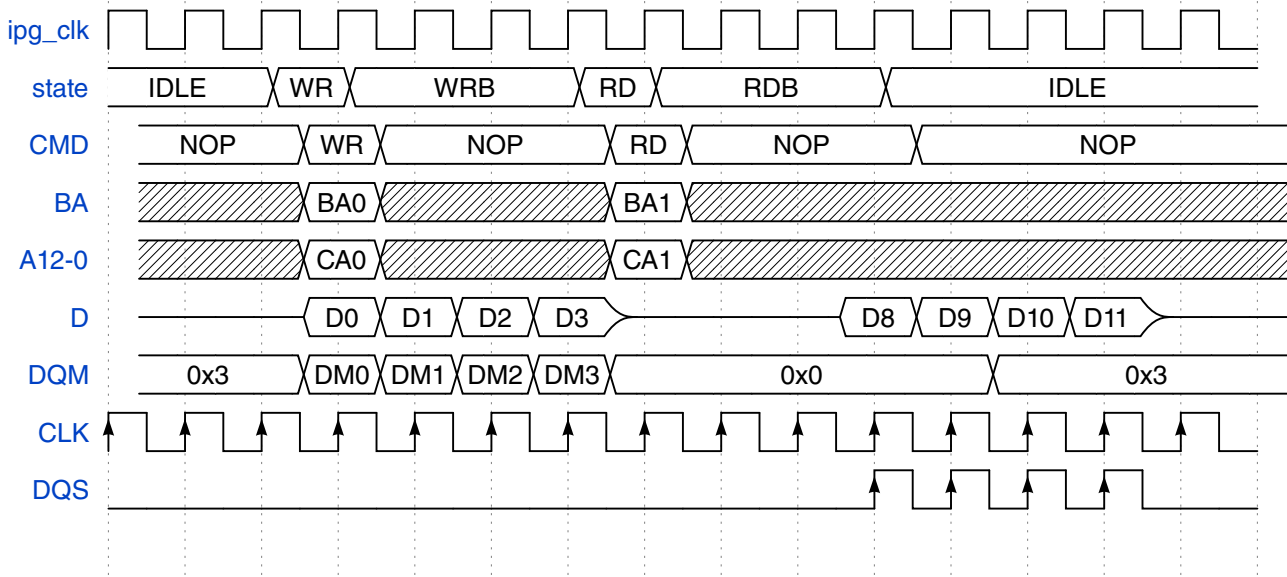 ipg_clk
state IDLE WR WRB RD RDB IDLE
CMD NOP WR NOP RD NOP NOP
BA BA0 BA1
A12-0 CA0 CA1
D D0 D1 D2 D3 D8 D9 D10 D11
DQM 0x3 DM0 DM1 DM2 DM3 0x0 0x3
CLK
DQS